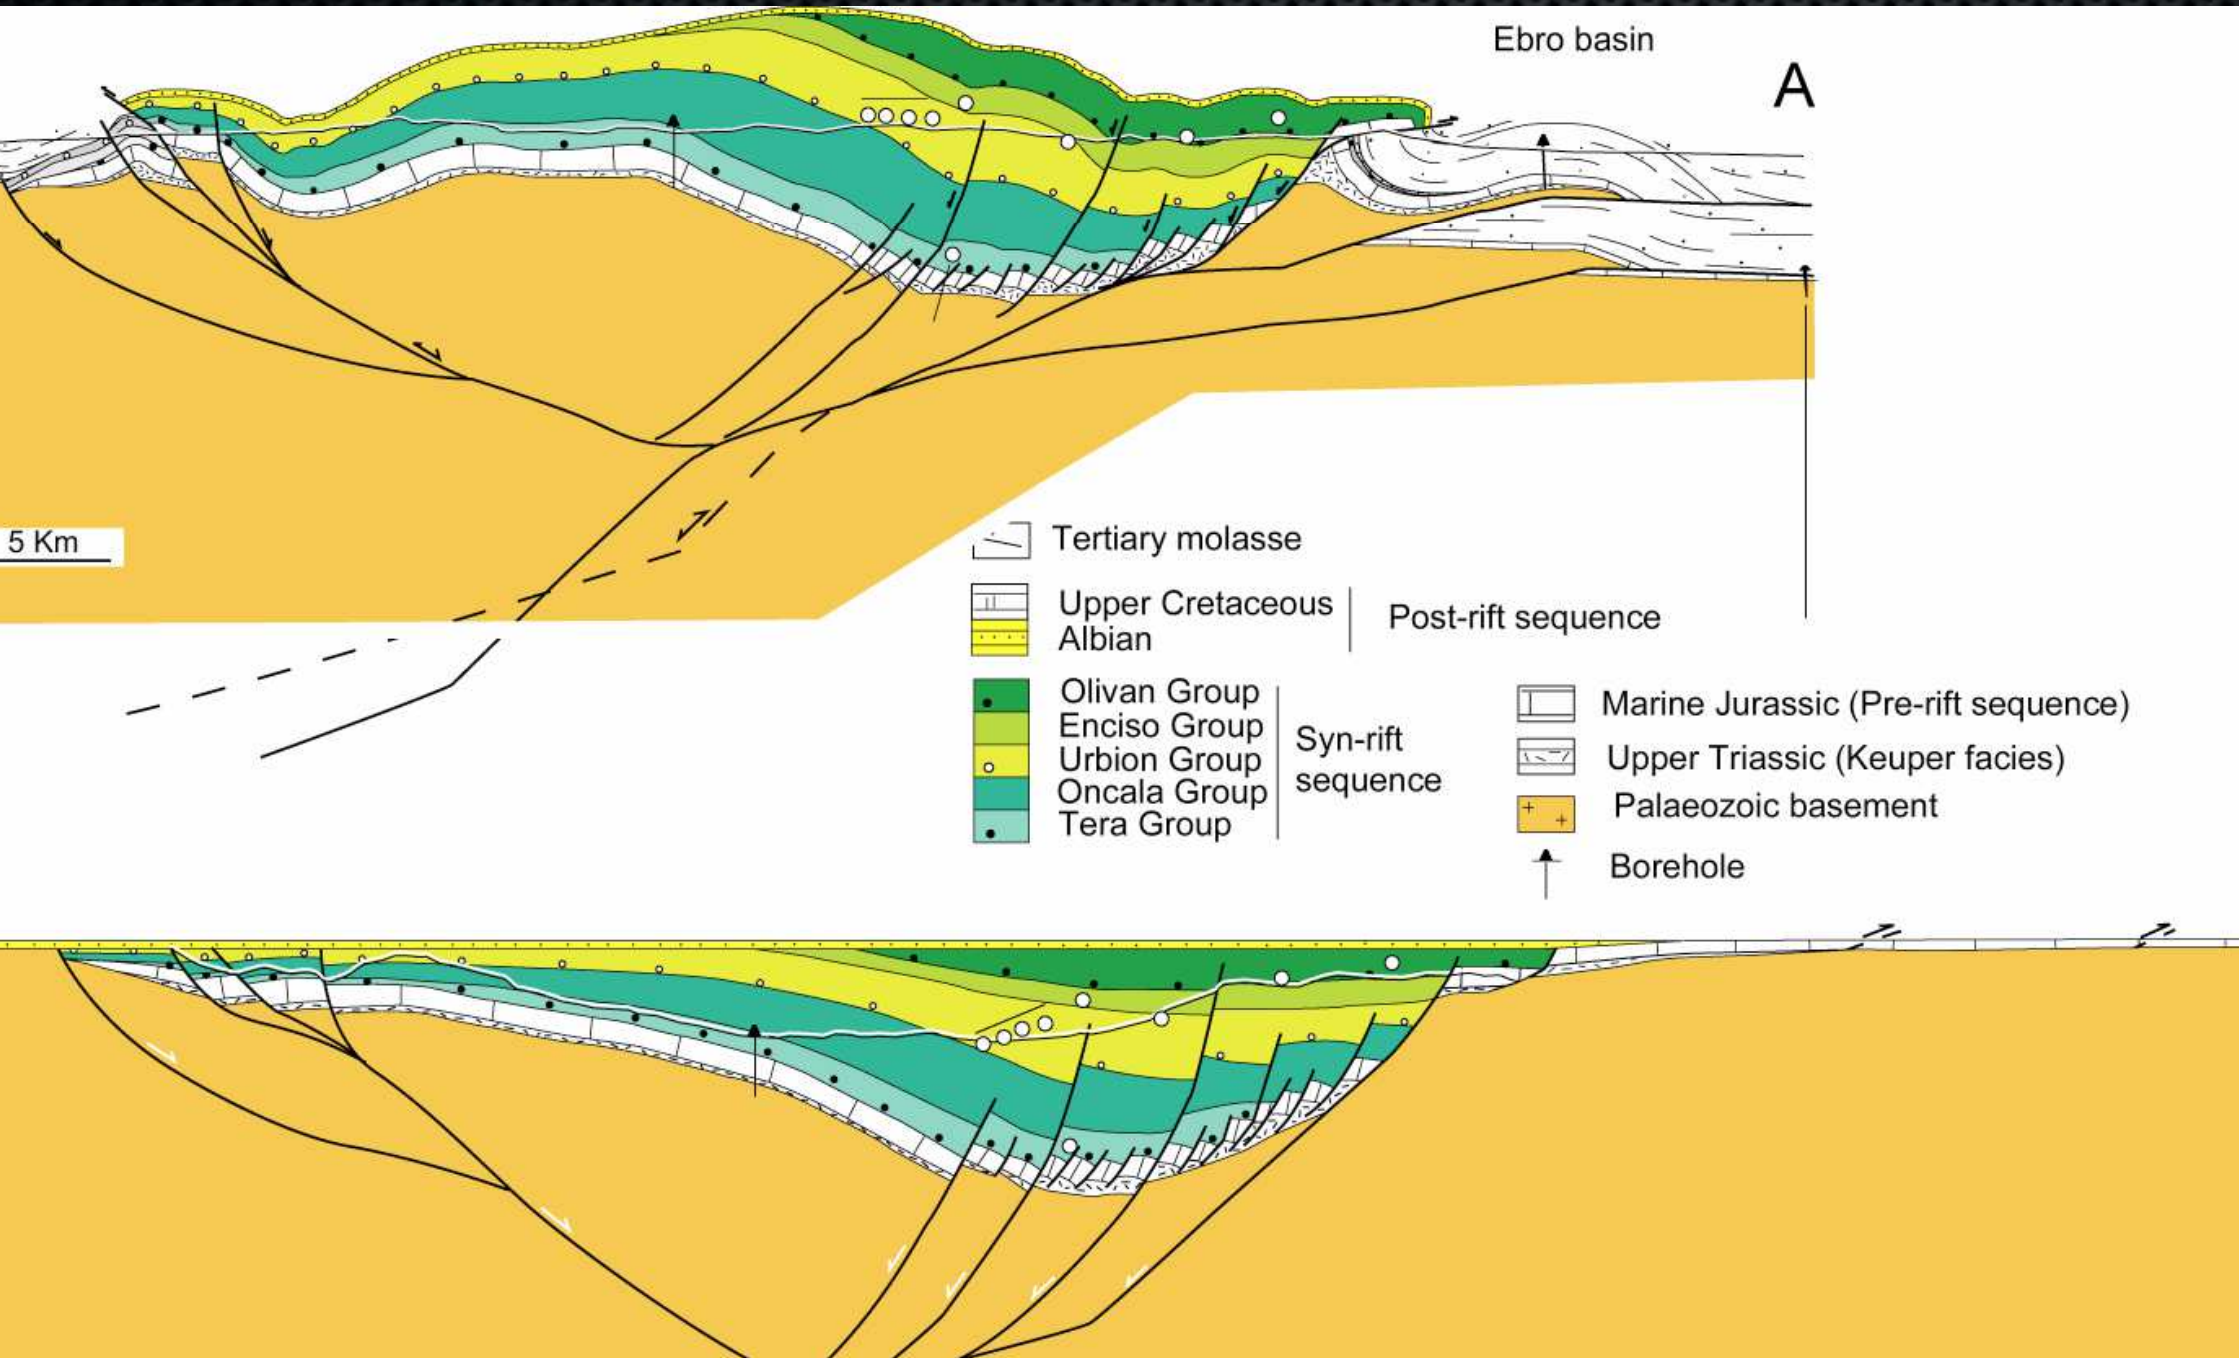 Ebro basin
A
5 Km
Tertiary molasse
Upper Cretaceous
Albian
Post-rift sequence
Olivan Group
Enciso Group
Urbion Group
Oncala Group
Tera Group
Syn-rift
sequence
Marine Jurassic (Pre-rift sequence)
Upper Triassic (Keuper facies)
Palaeozoic basement
Borehole